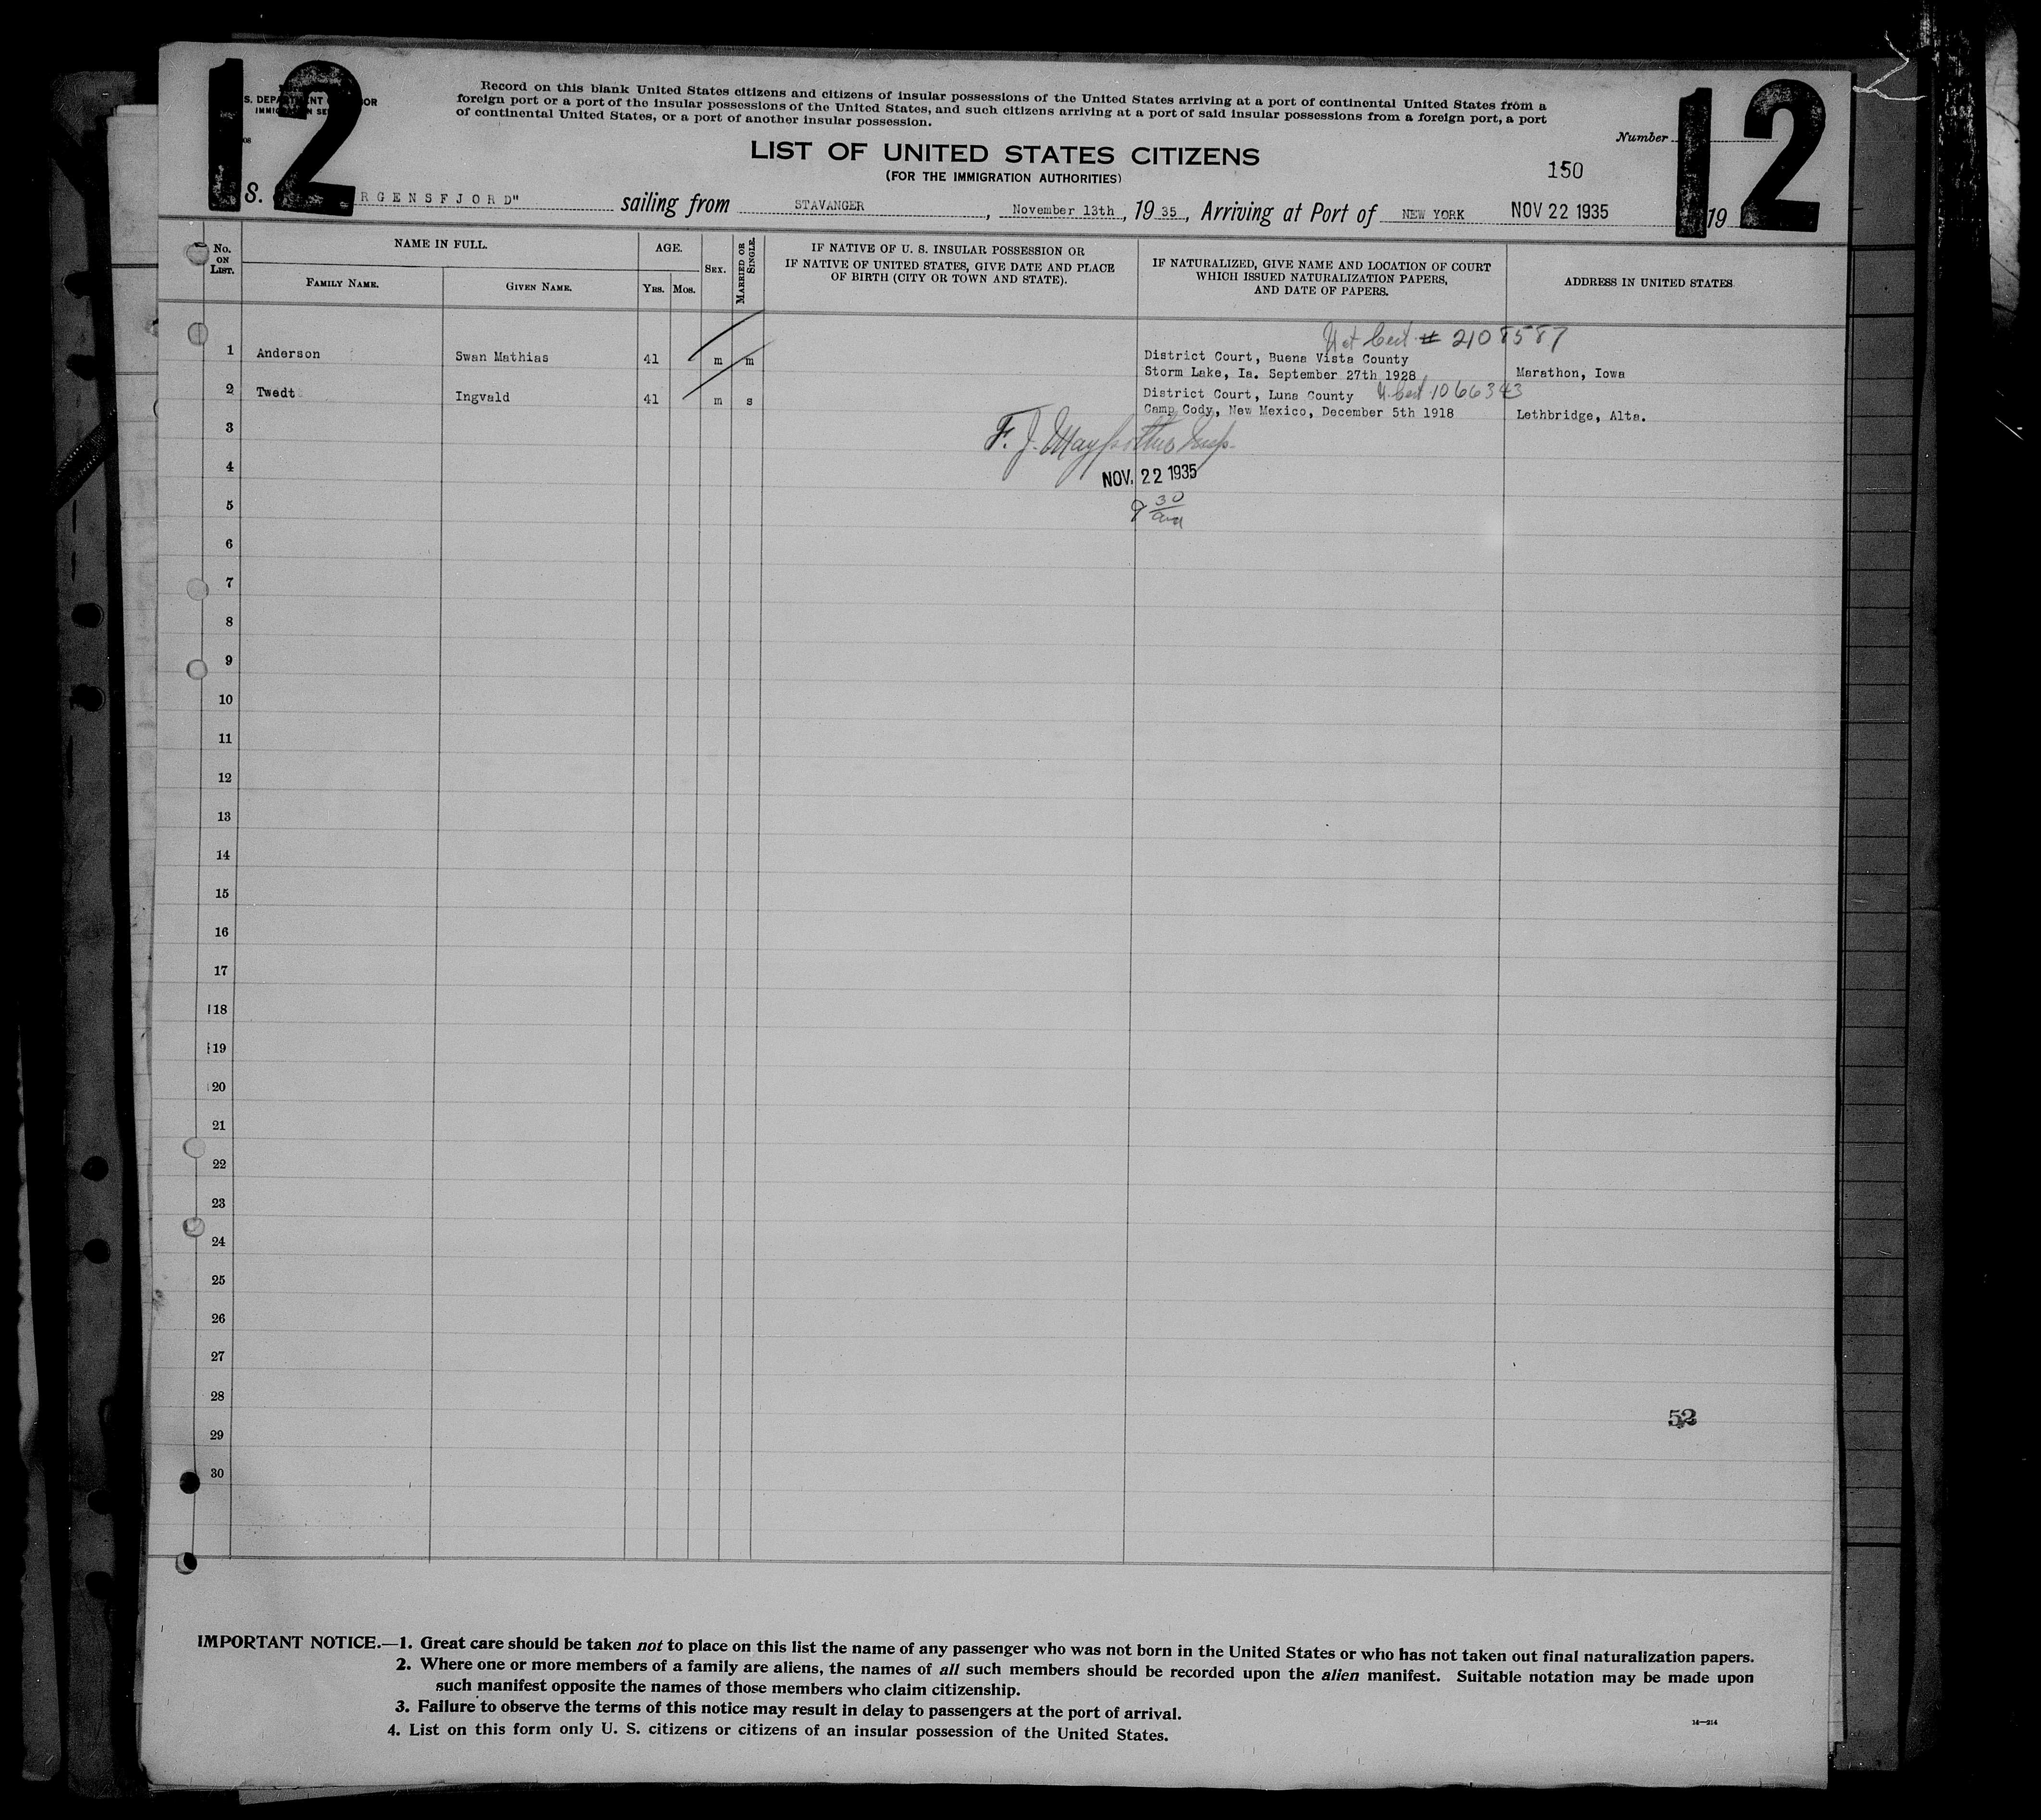 12
12
S. DEPARTMENT OF LABOR
IMMIGRATION SE
Record on this blank United States citizens and citizens of insular possessions of the United States arriving at a port of continental United States from a
foreign port or a port of the insular possessions of the United States, and such citizens arriving at a port of said insular possessions from a foreign port, a port
of continental United States, or a port of another insular possession.
Number
LIST OF UNITED STATES CITIZENS
(FOR THE IMMIGRATION AUTHORITIES)
150
S. RGENSFJORD" sailing from STAVANGER, November 13th, 19 35, Arriving at Port of NEW YORK NOV 22 1935 19
No. ON LIST.
NAME IN FULL.
FAMILY NAME.
GIVEN NAME.
AGE.
YRS.
MOS.
SEX.
MARRIED OR SINGLE.
IF NATIVE OF U. S. INSULAR POSSESSION OR
IF NATIVE OF UNITED STATES, GIVE DATE AND PLACE
OF BIRTH (CITY OR TOWN AND STATE).
IF NATURALIZED, GIVE NAME AND LOCATION OF COURT
WHICH ISSUED NATURALIZATION PAPERS,
AND DATE OF PAPERS.
ADDRESS IN UNITED STATES
Nat Cert # 2108587
1 Anderson Swan Mathias 41 m m District Court, Buena Vista County
Storm Lake, Ia. September 27th 1928 Marathon, Iowa
2 Twedt Ingvald 41 m s District Court, Luna County N. Cert 1066343
Camp Cody, New Mexico, December 5th 1918 Lethbridge, Alta.
3
F. J.
4
NOV. 22 1935
5
9 30 am
6
7
8
9
10
11
12
13
14
15
16
17
18
19
20
21
22
23
24
25
26
27
28
52
29
30
IMPORTANT NOTICE.—1. Great care should be taken not to place on this list the name of any passenger who was not born in the United States or who has not taken out final naturalization papers.
2. Where one or more members of a family are aliens, the names of all such members should be recorded upon the alien manifest. Suitable notation may be made upon
such manifest opposite the names of those members who claim citizenship.
3. Failure to observe the terms of this notice may result in delay to passengers at the port of arrival.
4. List on this form only U. S. citizens or citizens of an insular possession of the United States.
14—214